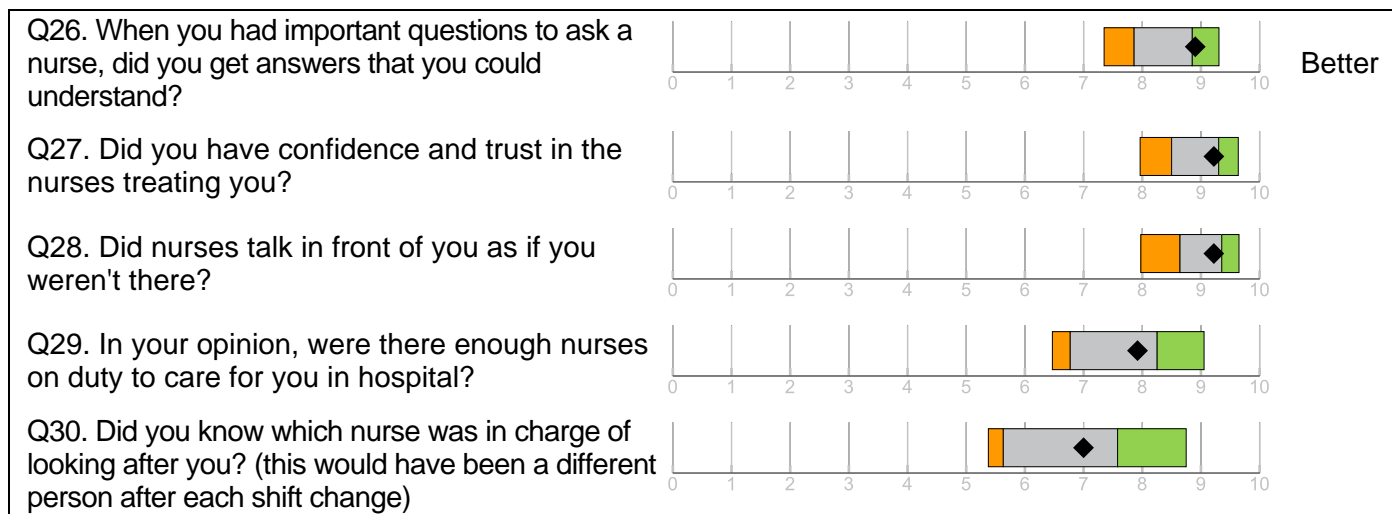 Q26. When you had important questions to ask a
nurse, did you get answers that you could
understand?
Better
0 1 2 3 4 5 6 7 8 9 10
Q27. Did you have confidence and trust in the
nurses treating you?
0 1 2 3 4 5 6 7 8 9 10
Q28. Did nurses talk in front of you as if you
weren't there?
0 1 2 3 4 5 6 7 8 9 10
Q29. In your opinion, were there enough nurses
on duty to care for you in hospital?
0 1 2 3 4 5 6 7 8 9 10
Q30. Did you know which nurse was in charge of
looking after you? (this would have been a different
person after each shift change)
0 1 2 3 4 5 6 7 8 9 10